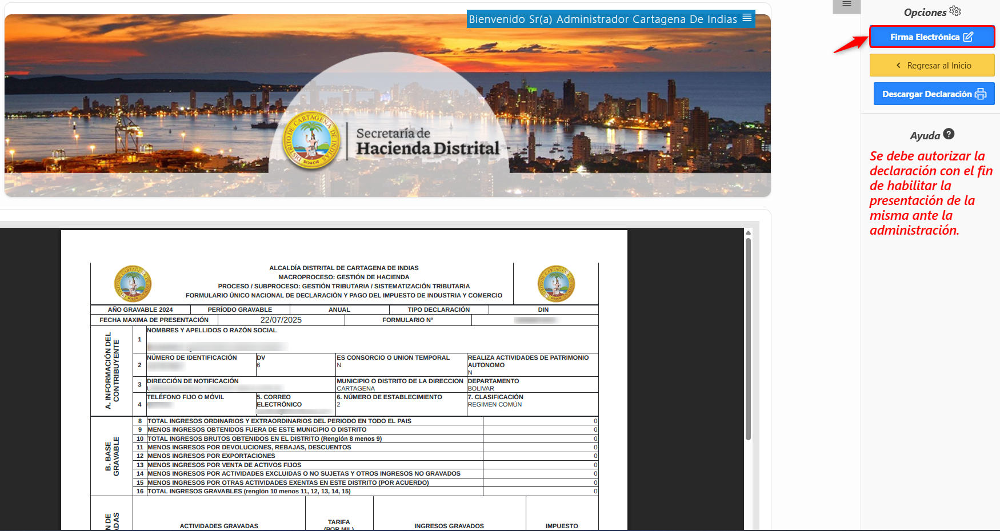 Bienvenido Sr(a) Administrador Cartagena De Indias
Secretaría de
Hacienda Distrital
Opciones
Firma Electrónica
Regresar al Inicio
Descargar Declaración
Ayuda
Se debe autorizar la
declaración con el fin
de habilitar la
presentación de la
misma ante la
administración.
ALCALDÍA DISTRITAL DE CARTAGENA DE INDIAS
MACROPROCESO: GESTIÓN DE HACIENDA
PROCESO / SUBPROCESO: GESTIÓN TRIBUTARIA / SISTEMATIZACIÓN TRIBUTARIA
FORMULARIO ÚNICO NACIONAL DE DECLARACIÓN Y PAGO DEL IMPUESTO DE INDUSTRIA Y COMERCIO
AÑO GRAVABLE 2024 PERÍODO GRAVABLE ANUAL TIPO DECLARACIÓN DIN
FECHA MAXIMA DE PRESENTACIÓN 22/07/2025 FORMULARIO N°
A. INFORMACIÓN DEL
CONTRIBUYENTE
1 NOMBRES Y APELLIDOS O RAZÓN SOCIAL
2 NÚMERO DE IDENTIFICACIÓN DV ES CONSORCIO O UNION TEMPORAL REALIZA ACTIVIDADES DE PATRIMONIO
6 N AUTONOMO
N
3 DIRECCIÓN DE NOTIFICACIÓN MUNICIPIO O DISTRITO DE LA DIRECCION DEPARTAMENTO
CARTAGENA BOLIVAR
4 TELÉFONO FIJO O MÓVIL 5. CORREO 6. NÚMERO DE ESTABLECIMIENTO 7. CLASIFICACIÓN
ELECTRÓNICO 2 REGIMEN COMÚN
B. BASE
GRAVABLE
8 TOTAL INGRESOS ORDINARIOS Y EXTRAORDINARIOS DEL PERIODO EN TODO EL PAIS 0
9 MENOS INGRESOS OBTENIDOS FUERA DE ESTE MUNICIPIO O DISTRITO 0
10 TOTAL INGRESOS BRUTOS OBTENIDOS EN EL DISTRITO (Renglón 8 menos 9) 0
11 MENOS INGRESOS POR DEVOLUCIONES, REBAJAS, DESCUENTOS 0
12 MENOS INGRESOS POR EXPORTACIONES 0
13 MENOS INGRESOS POR VENTA DE ACTIVOS FIJOS 0
14 MENOS INGRESOS POR ACTIVIDADES EXCLUIDAS O NO SUJETAS Y OTROS INGRESOS NO GRAVADOS 0
15 MENOS INGRESOS POR OTRAS ACTIVIDADES EXENTAS EN ESTE DISTRITO (POR ACUERDO) 0
16 TOTAL INGRESOS GRAVABLES (renglón 10 menos 11, 12, 13, 14, 15) 0
ACTIVIDADES GRAVADAS TARIFA INGRESOS GRAVADOS IMPUESTO
(POR MIL)